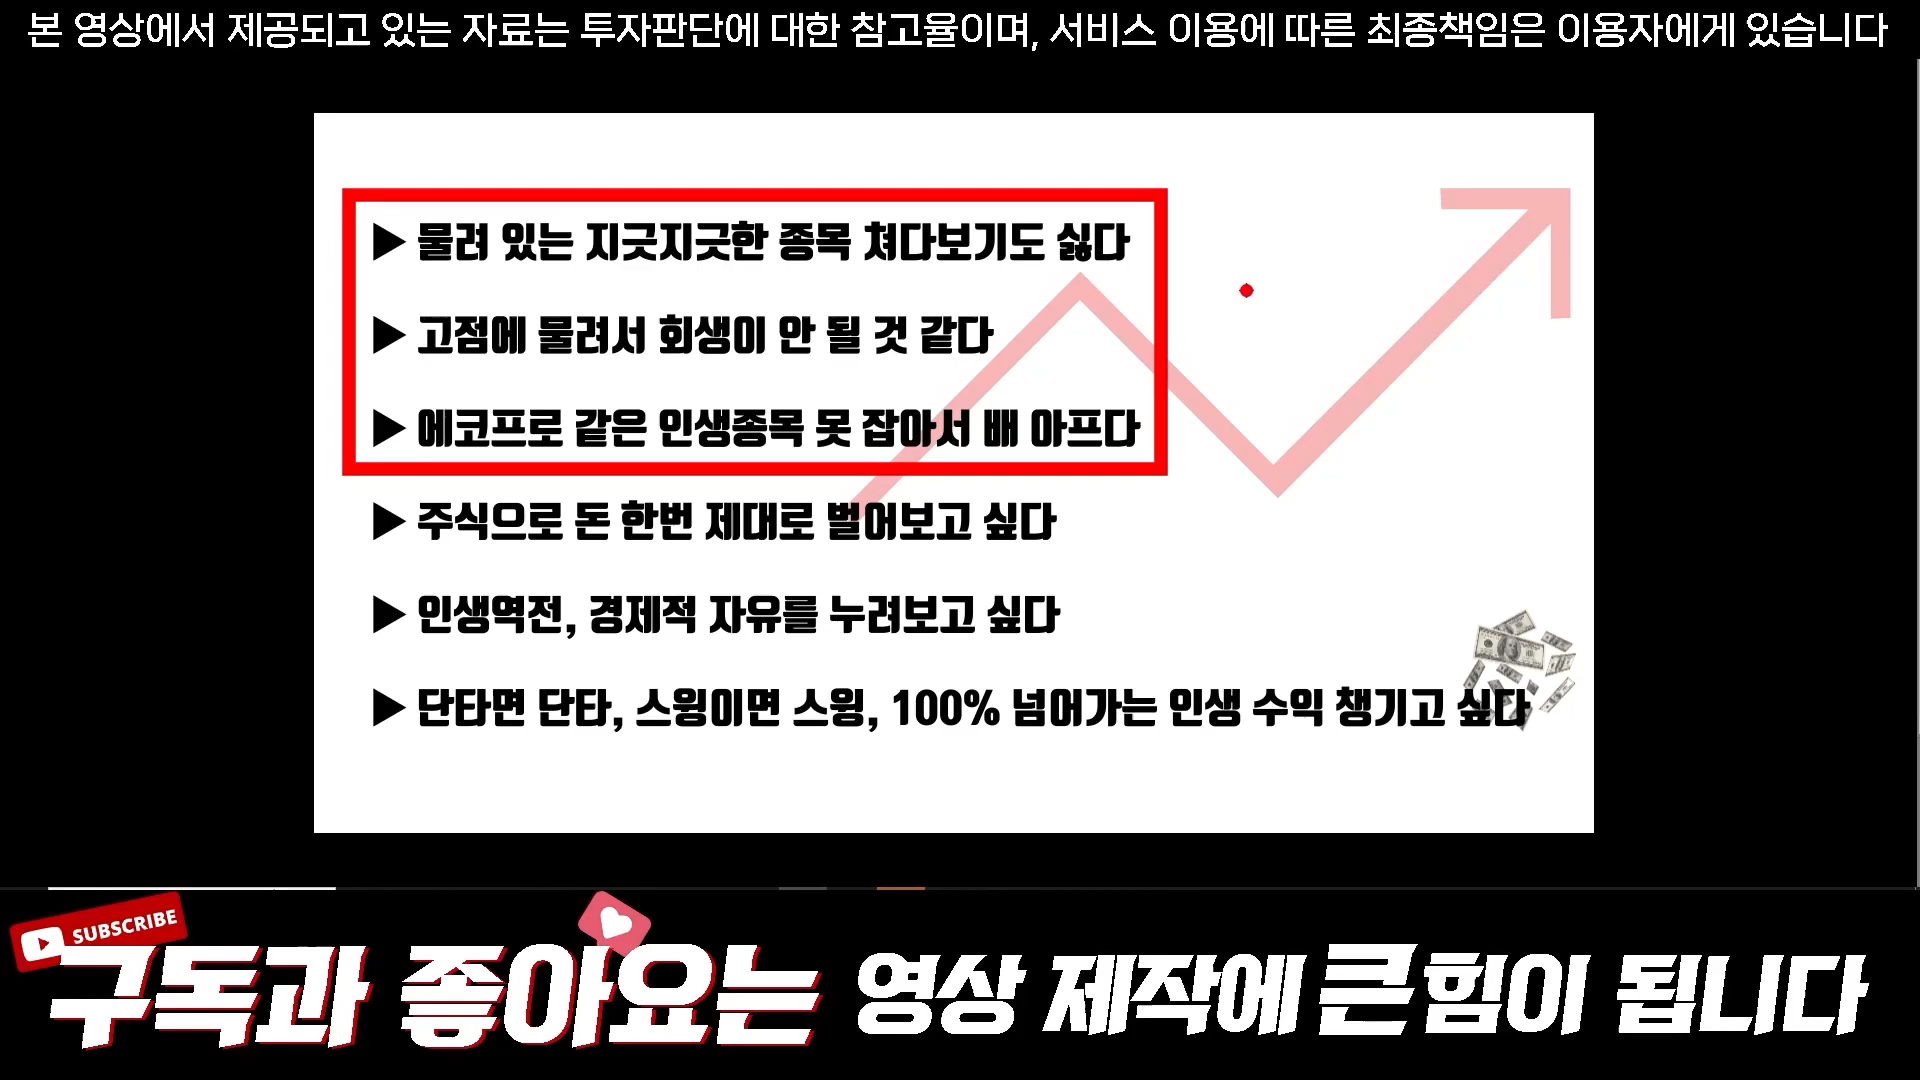 본 영상에서 제공되고 있는 자료는 투자판단에 대한 참고율이며, 서비스 이용에 따른 최종책임은 이용자에게 있습니다
▶ 물려 있는 지긋지긋한 종목 쳐다보기도 싫다
▶ 고점에 물려서 회생이 안 될 것 같다
▶ 에코프로 같은 인생종목 못 잡아서 배 아프다
▶ 주식으로 돈 한번 제대로 벌어보고 싶다
▶ 인생역전, 경제적 자유를 누려보고 싶다
▶ 단타면 단타, 스윙이면 스윙, 100% 넘어가는 인생 수익 챙기고 싶다
SUBSCRIBE
구독과 좋아요는 영상 제작에 큰힘이 됩니다